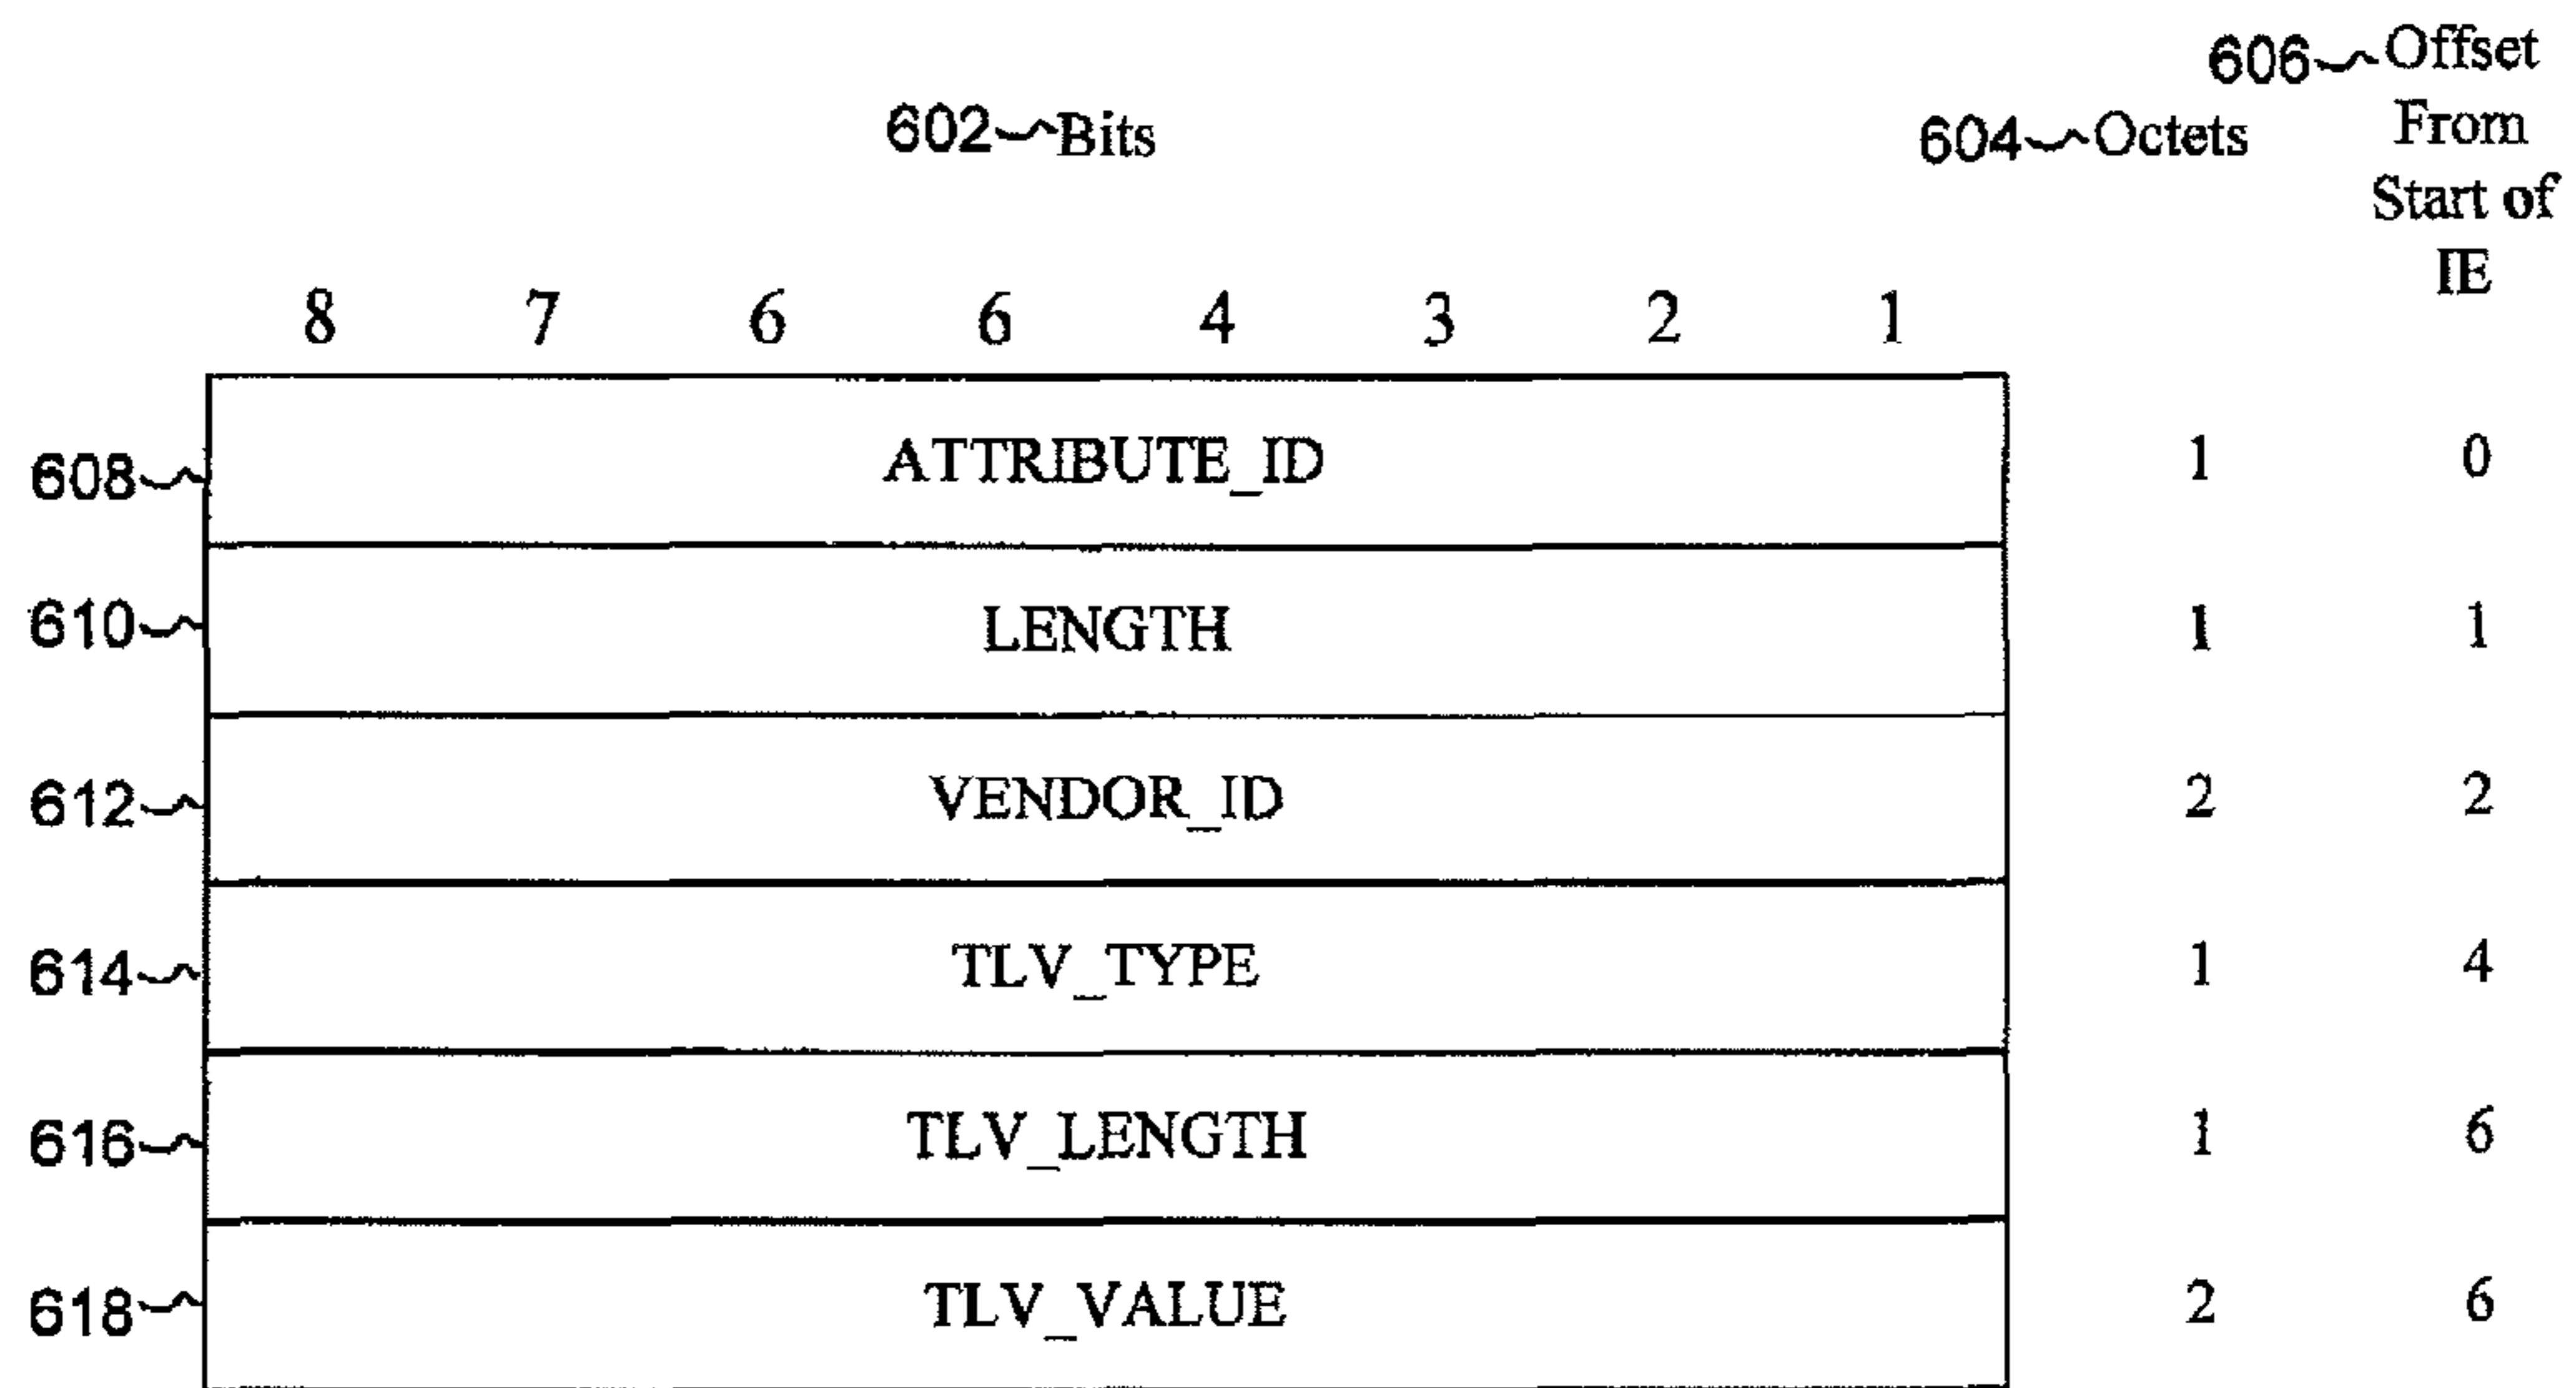 606 Offset
602 Bits 604 Octets From
Start of
IE
8 7 6 6 4 3 2 1
608 ATTRIBUTE_ID 1 0
610 LENGTH 1 1
612 VENDOR_ID 2 2
614 TLV_TYPE 1 4
616 TLV_LENGTH 1 6
618 TLV_VALUE 2 6